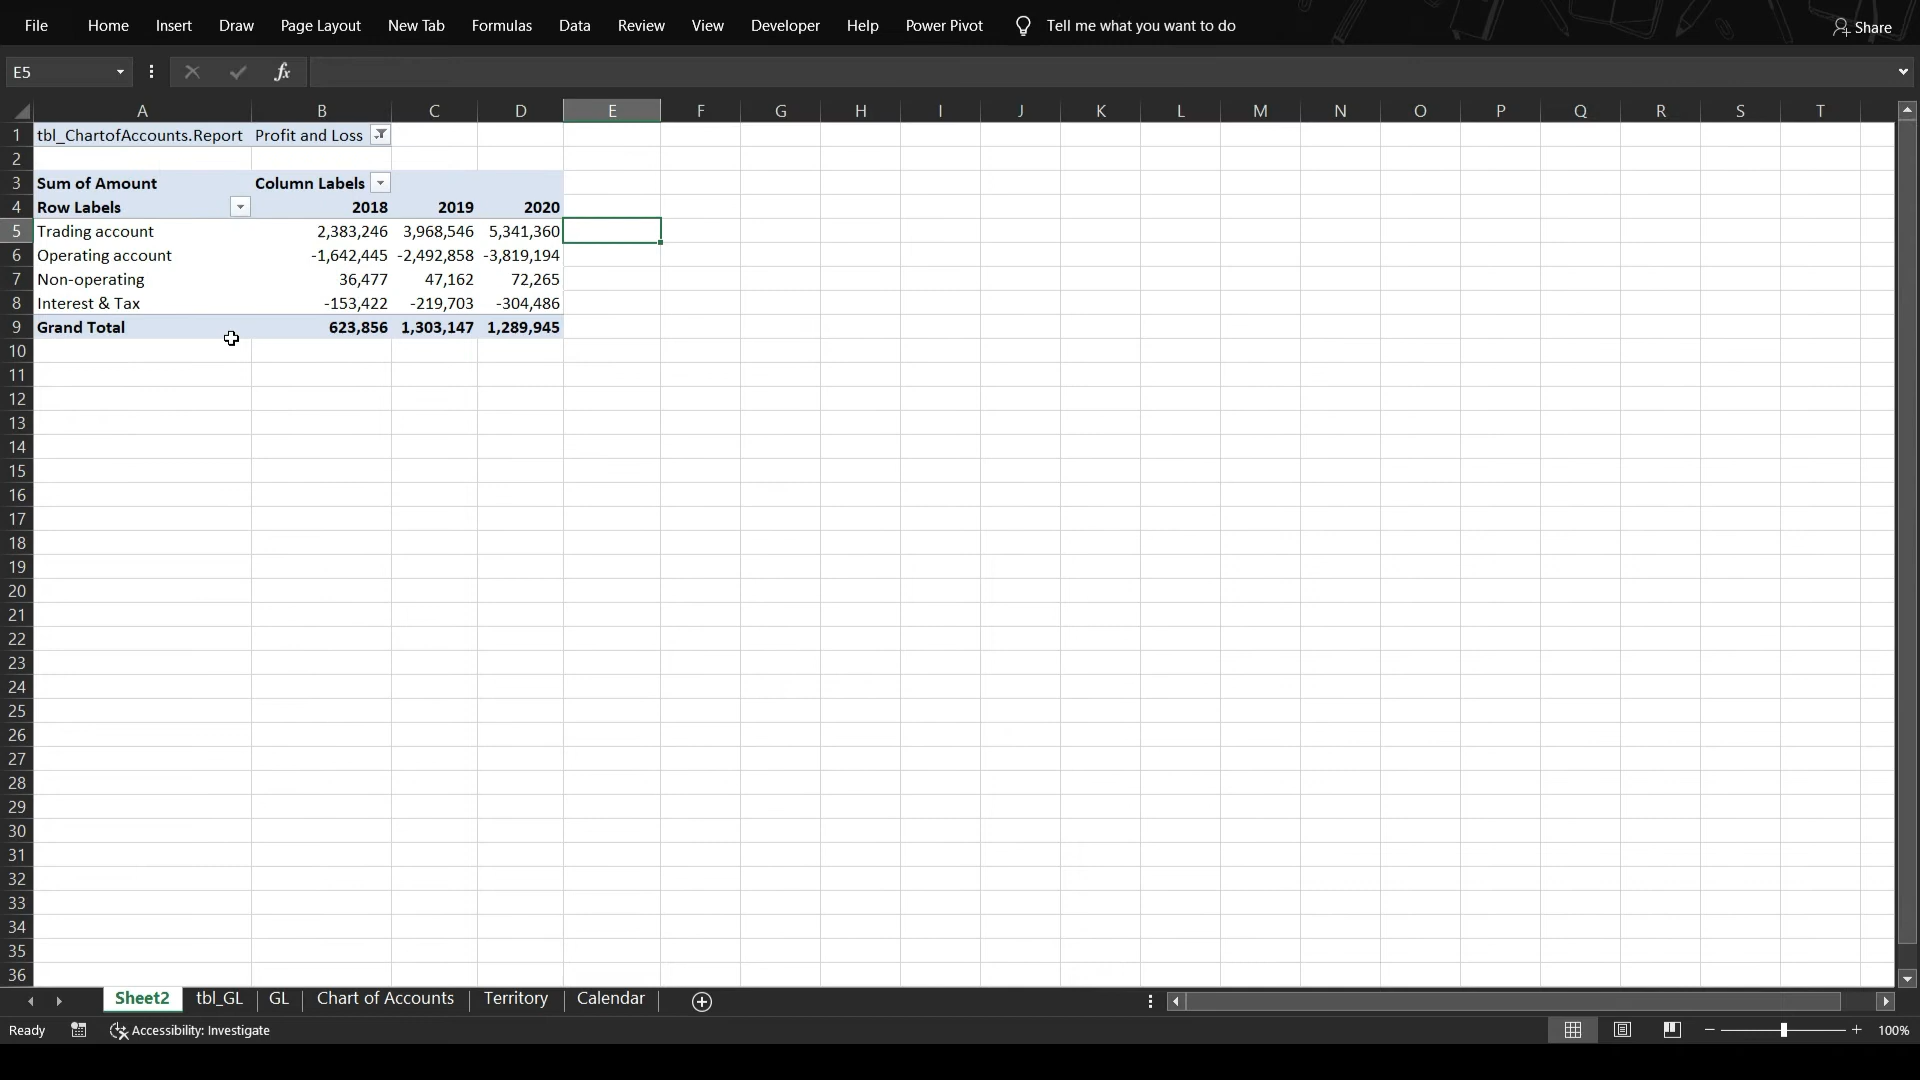 File Home Insert Draw Page Layout New Tab Formulas Data Review View Developer Help Power Pivot Tell me what you want to do Share
E5 fx
A B C D E F G H I J K L M N O P Q R S T
1 tbl_ChartofAccounts.Report Profit and Loss
2
3 Sum of Amount Column Labels
4 Row Labels 2018 2019 2020
5 Trading account 2,383,246 3,968,546 5,341,360
6 Operating account -1,642,445 -2,492,858 -3,819,194
7 Non-operating 36,477 47,162 72,265
8 Interest & Tax -153,422 -219,703 -304,486
9 Grand Total 623,856 1,303,147 1,289,945
10
11
12
13
14
15
16
17
18
19
20
21
22
23
24
25
26
27
28
29
30
31
32
33
34
35
36
Sheet2 tbl_GL GL Chart of Accounts Territory Calendar
Ready Accessibility: Investigate 100%